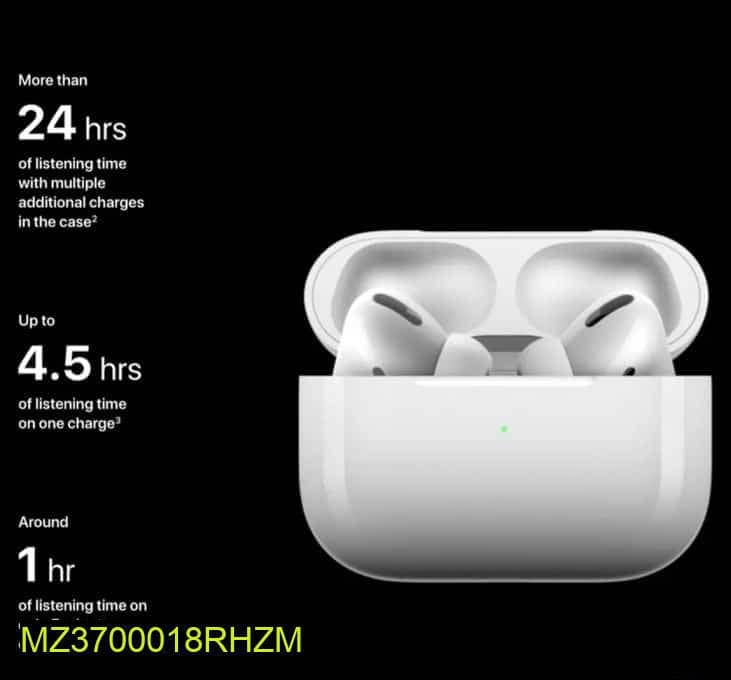 More than
24 hrs
of listening time
with multiple
additional charges
in the case²
Up to
4.5 hrs
of listening time
on one charge³
Around
1 hr
of listening time on
MZ3700018RHZM